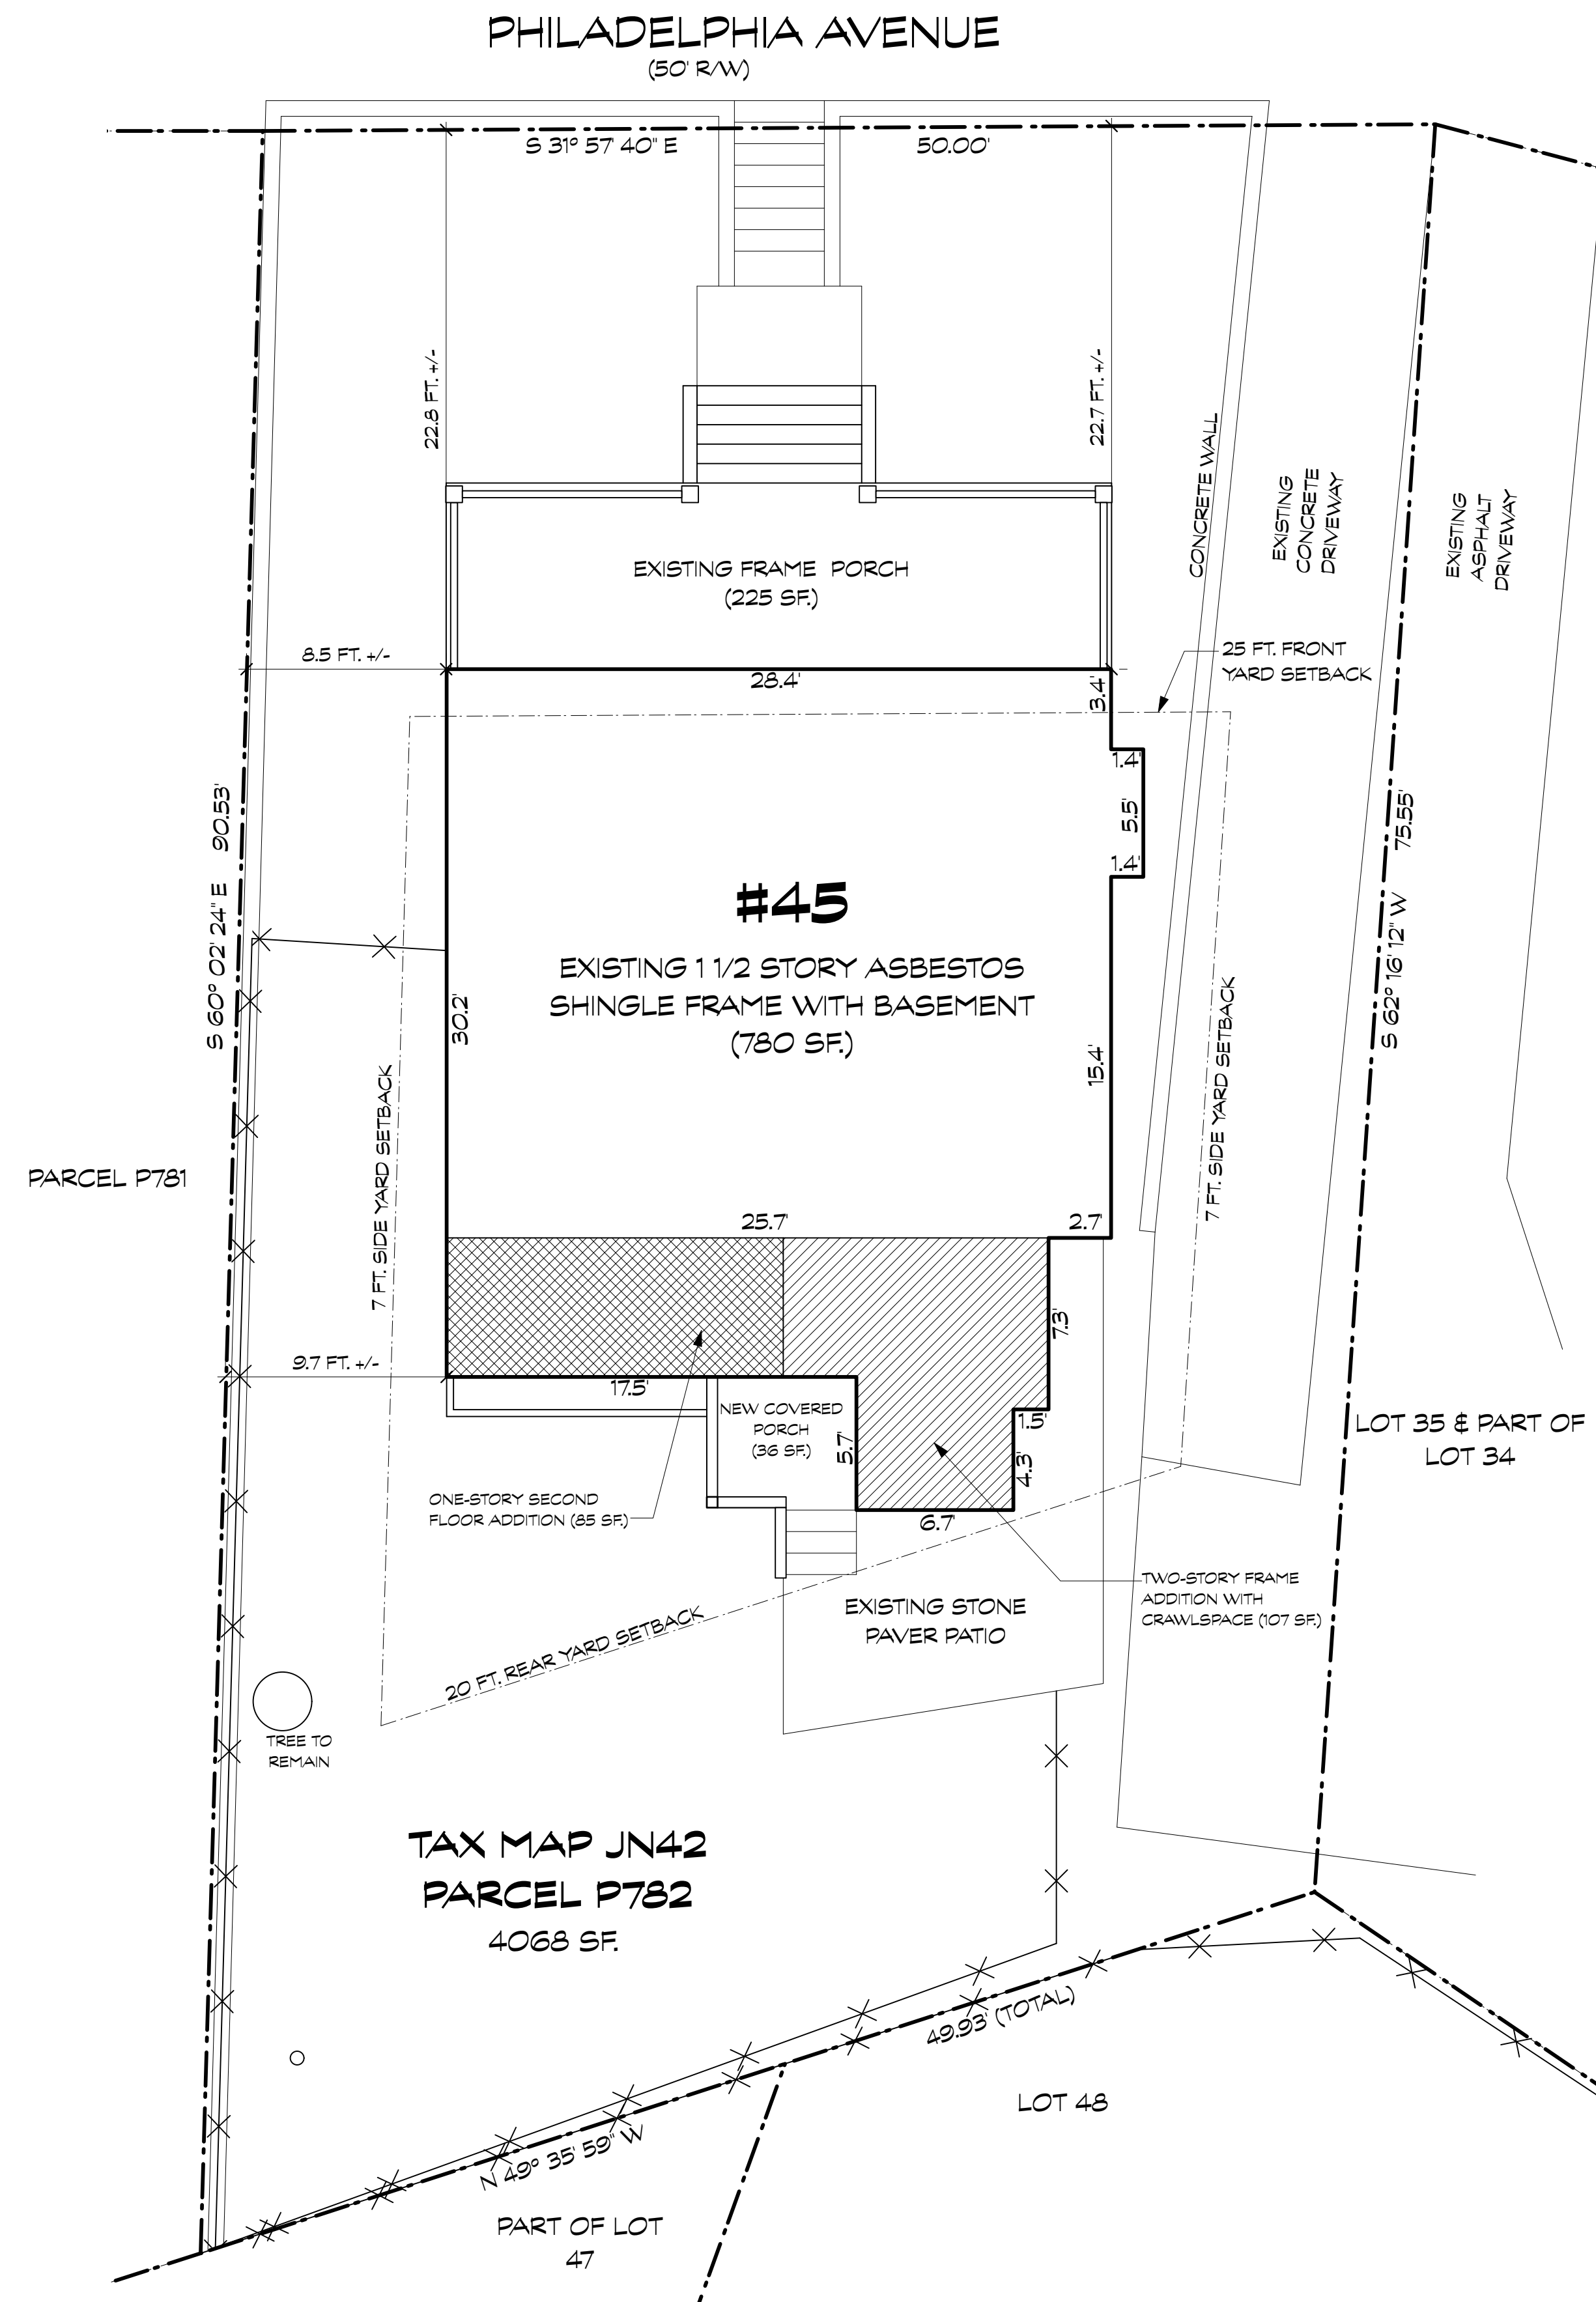 PHILADELPHIA AVENUE
(50' R/W)
S 31° 57' 40" E
50.00'
22.8 FT. +/-
22.7 FT. +/-
CONCRETE WALL
EXISTING
CONCRETE
DRIVEWAY
EXISTING
ASPHALT
DRIVEWAY
EXISTING FRAME PORCH
(225 SF.)
8.5 FT. +/-
28.4'
3.4'
25 FT. FRONT
YARD SETBACK
1.4'
5.5'
1.4'
S 60° 02' 24" E 90.53'
75.55'
S 62° 16' 12" W
#45
EXISTING 1 1/2 STORY ASBESTOS
SHINGLE FRAME WITH BASEMENT
(780 SF.)
30.2'
15.4'
7 FT. SIDE YARD SETBACK
7 FT. SIDE YARD SETBACK
PARCEL P781
25.7'
2.7'
7.3'
9.7 FT. +/-
17.5'
NEW COVERED
PORCH
(36 SF.)
5.7'
1.5'
4.3'
6.7'
LOT 35 & PART OF
LOT 34
ONE-STORY SECOND
FLOOR ADDITION (85 SF.)
TWO-STORY FRAME
ADDITION WITH
CRAWLSPACE (107 SF.)
EXISTING STONE
PAVER PATIO
20 FT. REAR YARD SETBACK
TREE TO
REMAIN
TAX MAP JN42
PARCEL P782
4068 SF.
49.93' (TOTAL)
N 49° 35' 59" W
LOT 48
PART OF LOT
47